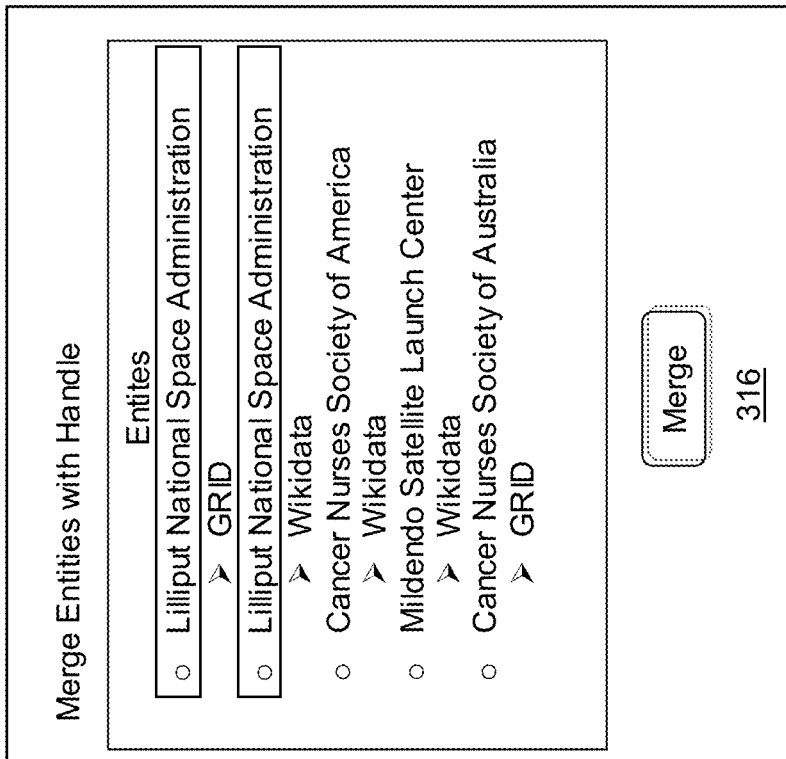 Merge Entities with Handle
Entites
○ Lilliput National Space Administration
➤ GRID
○ Lilliput National Space Administration
➤ Wikidata
○ Cancer Nurses Society of America
➤ Wikidata
○ Mildendo Satellite Launch Center
➤ Wikidata
○ Cancer Nurses Society of Australia
➤ GRID
Merge
316